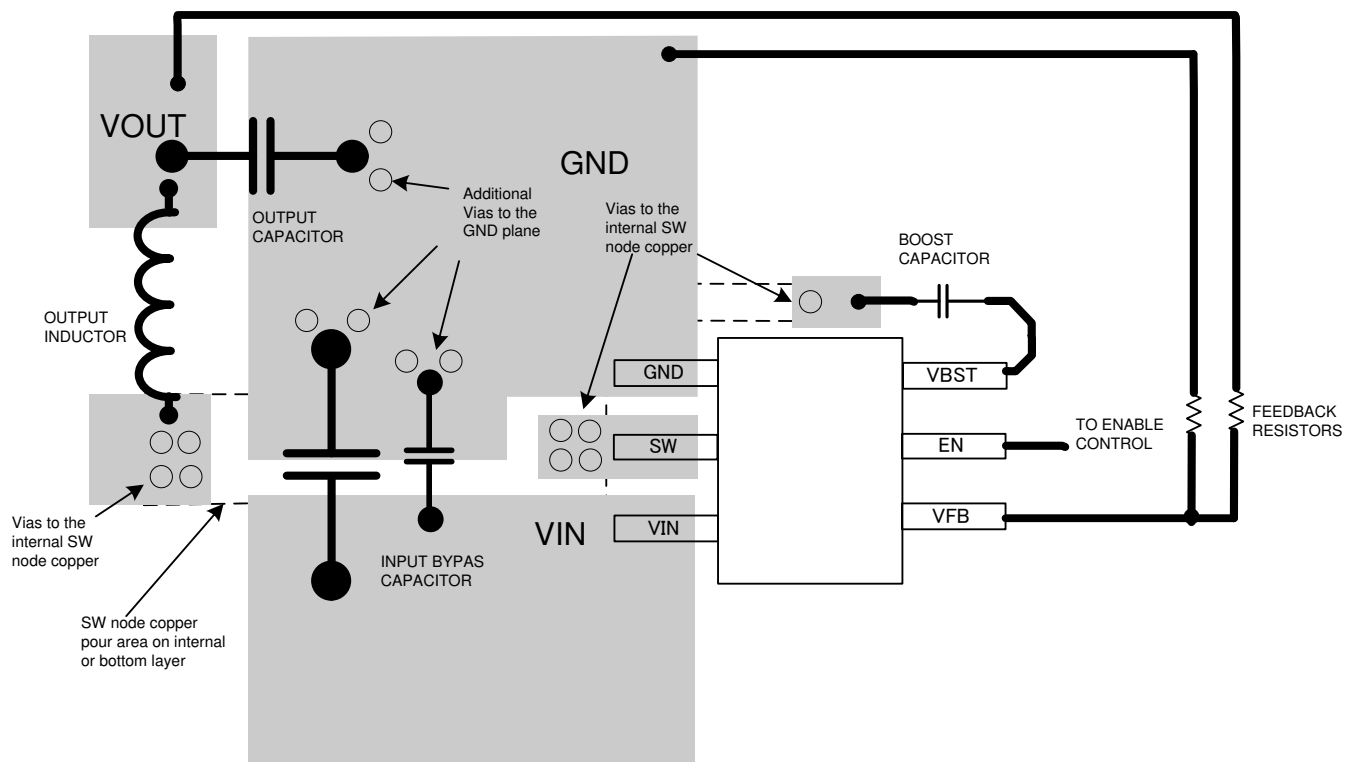 VOUT
GND
OUTPUT
CAPACITOR
Additional
Vias to the
GND plane
Vias to the
internal SW
node copper
BOOST
CAPACITOR
OUTPUT
INDUCTOR
GND
VBST
SW
EN
TO ENABLE
CONTROL
FEEDBACK
RESISTORS
VIN
VIN
VFB
Vias to the
internal SW
node copper
INPUT BYPAS
CAPACITOR
SW node copper
pour area on internal
or bottom layer